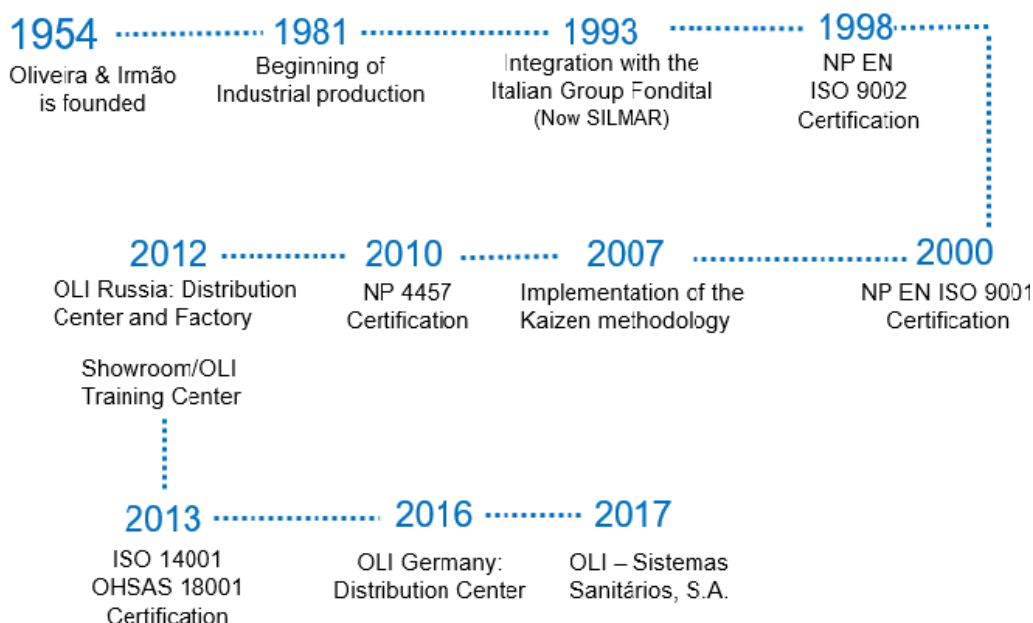 1954
Oliveira & Irmão
is founded
1981
Beginning of
Industrial production
1993
Integration with the
Italian Group Fondital
(Now SILMAR)
1998
NP EN
ISO 9002
Certification
2000
NP EN ISO 9001
Certification
2007
Implementation of the
Kaizen methodology
2010
NP 4457
Certification
2012
OLI Russia: Distribution
Center and Factory
Showroom/OLI
Training Center
2013
ISO 14001
OHSAS 18001
Certification
2016
OLI Germany:
Distribution Center
2017
OLI – Sistemas
Sanitários, S.A.